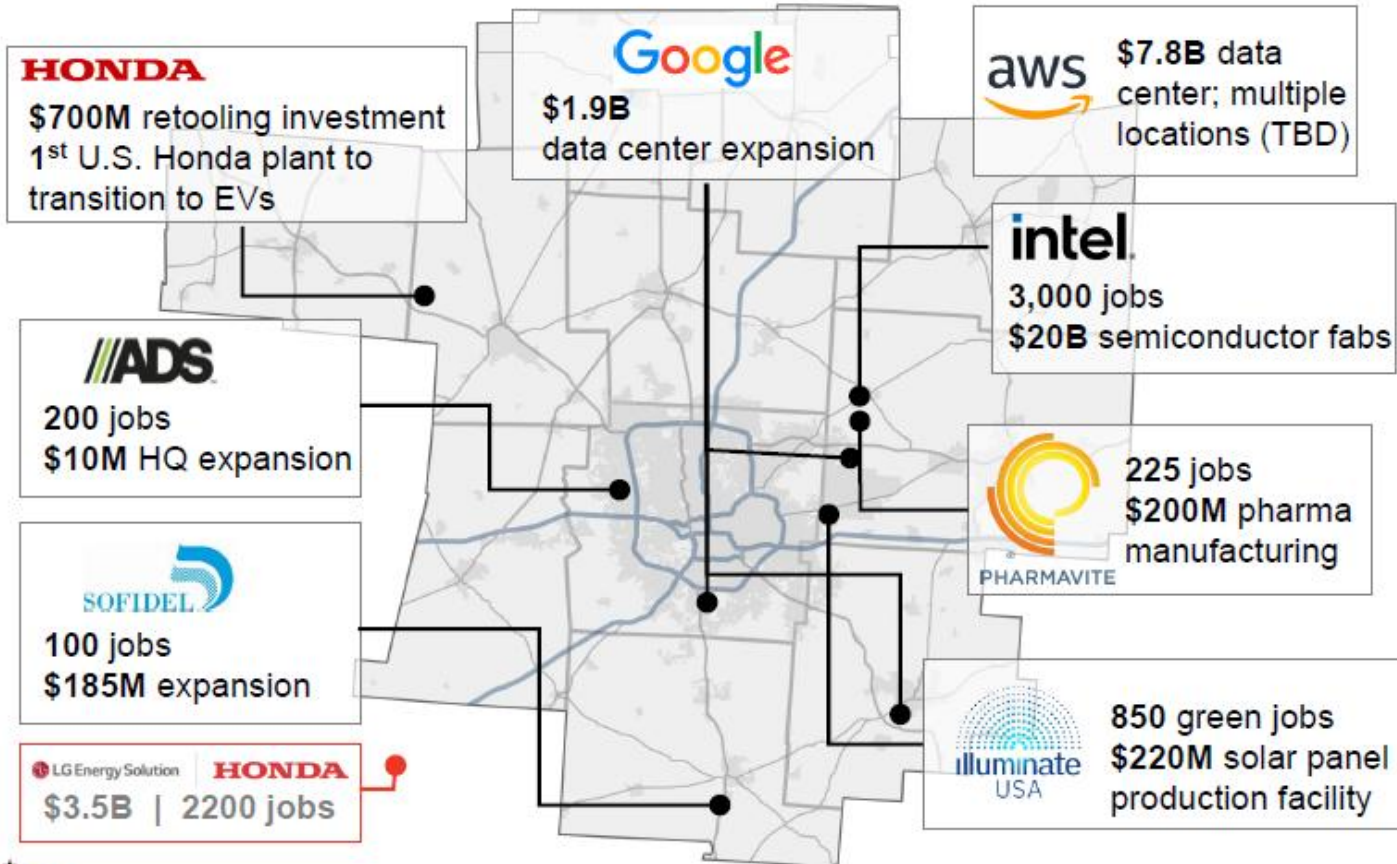 HONDA
$700M retooling investment
1st U.S. Honda plant to
transition to EVs
Google
$1.9B
data center expansion
aws
$7.8B data
center; multiple
locations (TBD)
intel.
3,000 jobs
$20B semiconductor fabs
ADS
200 jobs
$10M HQ expansion
PHARMAVITE
225 jobs
$200M pharma
manufacturing
SOFIDEL
100 jobs
$185M expansion
LG Energy Solution | HONDA
$3.5B | 2200 jobs
illuminate
USA
850 green jobs
$220M solar panel
production facility